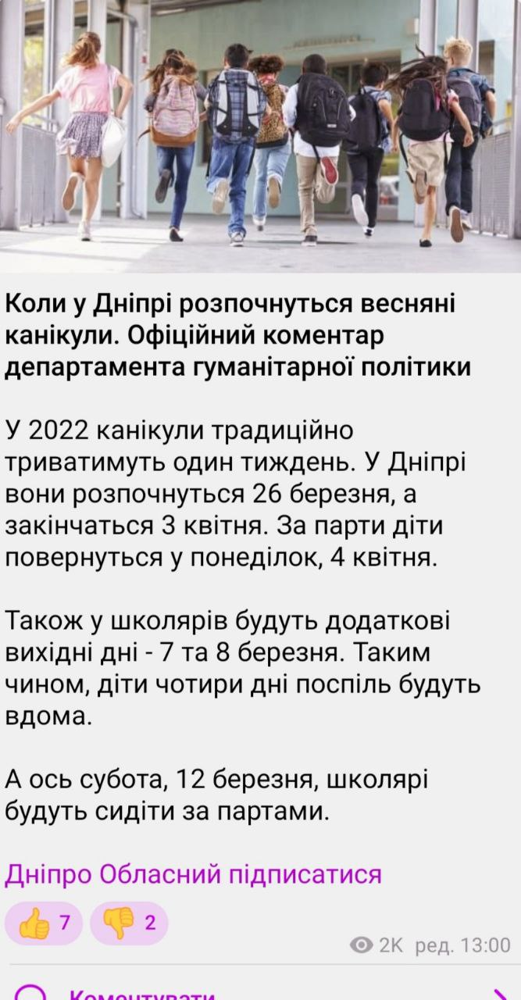 Коли у Дніпрі розпочнуться весняні
канікули. Офіційний коментар
департамента гуманітарної політики
У 2022 канікули традиційно
триватимуть один тиждень. У Дніпрі
вони розпочнуться 26 березня, а
закінчаться 3 квітня. За парти діти
повернуться у понеділок, 4 квітня.
Також у школярів будуть додаткові
вихідні дні - 7 та 8 березня. Таким
чином, діти чотири дні поспіль будуть
вдома.
А ось субота, 12 березня, школярі
будуть сидіти за партами.
Дніпро Обласний підписатися
👍 7 👎 2
2K ред. 13:00
Коментувати